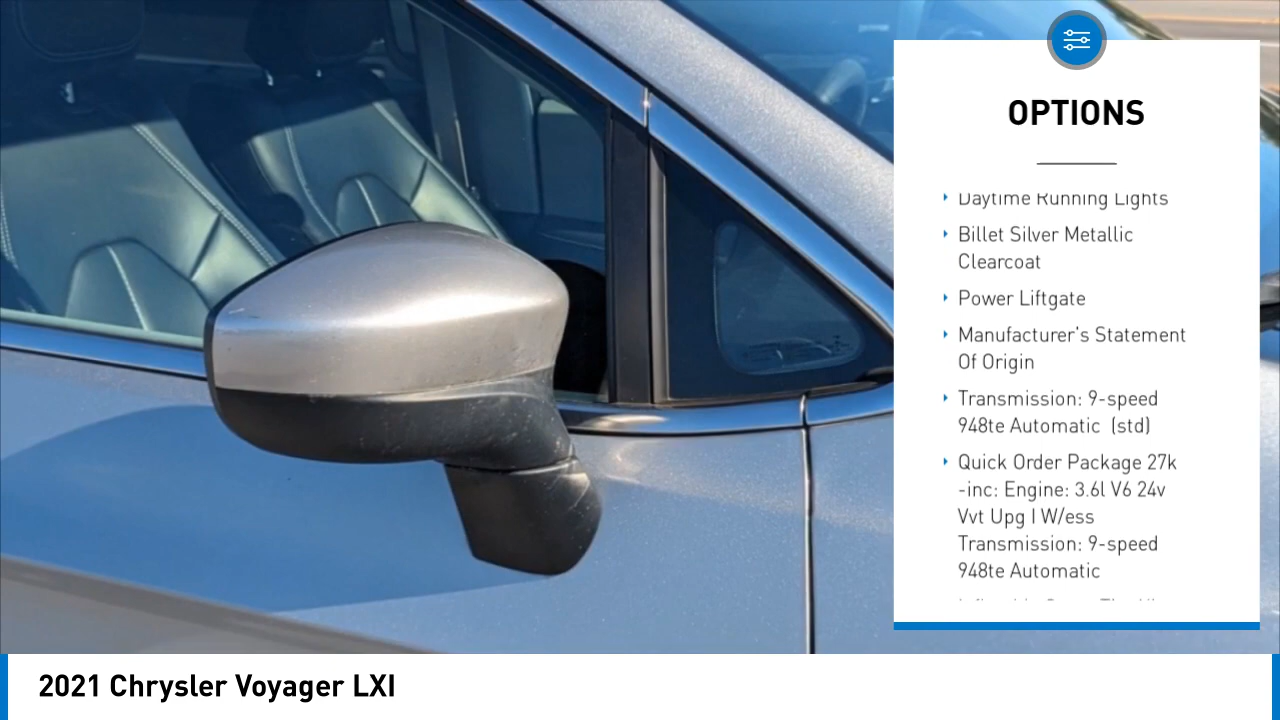 OPTIONS
Daytime Running Lights
Billet Silver Metallic
Clearcoat
Power Liftgate
Manufacturer's Statement
Of Origin
Transmission: 9-speed
948te Automatic (std)
Quick Order Package 27k
-inc: Engine: 3.6l V6 24v
Vvt Upg I W/ess
Transmission: 9-speed
948te Automatic
2021 Chrysler Voyager LXI